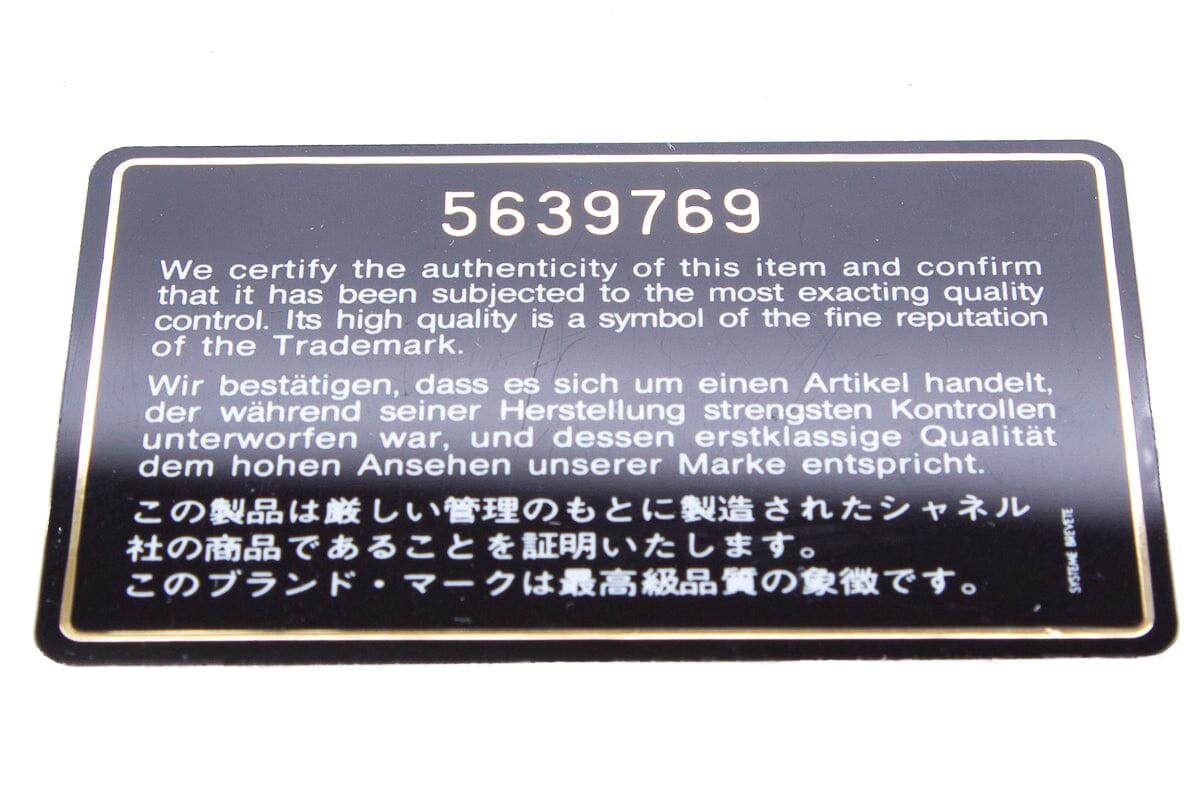 5639769
We certify the authenticity of this item and confirm
that it has been subjected to the most exacting quality
control. Its high quality is a symbol of the fine reputation
of the Trademark.
Wir bestätigen, dass es sich um einen Artikel handelt,
der während seiner Herstellung strengsten Kontrollen
unterworfen war, und dessen erstklassige Qualität
dem hohen Ansehen unserer Marke entspricht.
この製品は厳しい管理のもとに製造されたシャネル
社の商品であることを証明いたします。
このブランド・マークは最高級品質の象徴です。
SYSTEME BREVETE